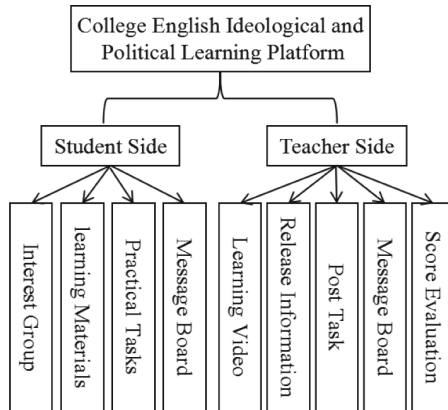 College English Ideological and
Political Learning Platform
Student Side
Teacher Side
Interest Group
learning Materials
Practical Tasks
Message Board
Learning Video
Release Information
Post Task
Message Board
Score Evaluation